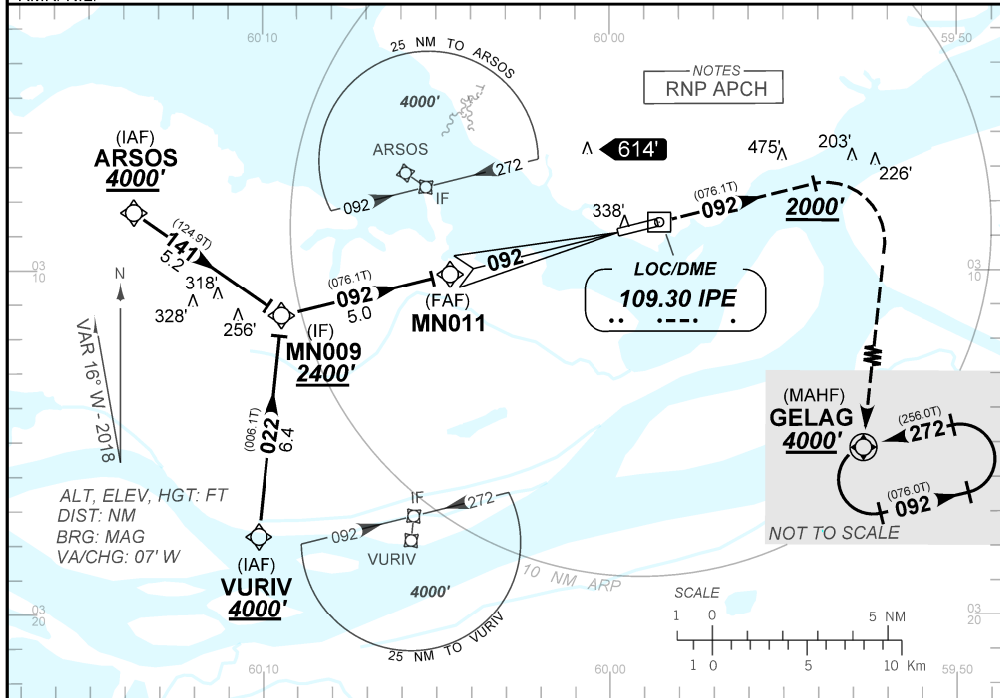 60,10
60,00
59,50
25 NM TO ARSOS
4000'
ARSOS
IF
092
272
NOTES
RNP APCH
(IAF)
ARSOS
4000'
614'
475'
203'
226'
338'
(076.1T)
092
2000'
(124.9T)
141
5.2
318'
328'
256'
03
10
03
10
N
VAR 16° W - 2018
(076.1T)
092
5.0
(IF)
MN009
2400'
(FAF)
MN011
092
LOC/DME
109.30 IPE
(006.1T)
022
6.4
(MAHF)
GELAG
4000'
(256.0T)
272
(076.0T)
092
NOT TO SCALE
ALT, ELEV, HGT: FT
DIST: NM
BRG: MAG
VA/CHG: 07' W
(IAF)
VURIV
4000'
IF
092
272
VURIV
4000'
25 NM TO VURIV
10 NM ARP
SCALE
1 0 5 NM
1 0 5 10 Km
03
20
03
20
60,10
60,00
59,50